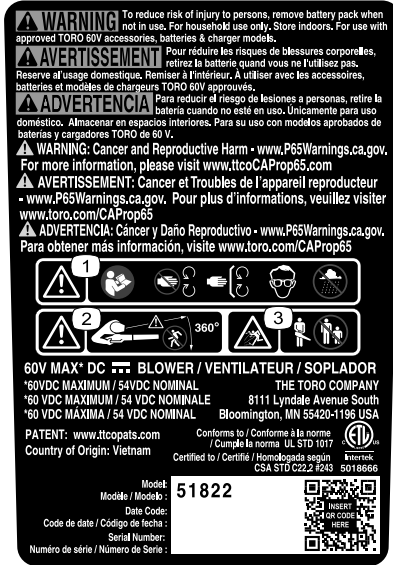 WARNING To reduce risk of injury to persons, remove battery pack when
not in use. For household use only. Store indoors. For use with
approved TORO 60V accessories, batteries & charger models.
AVERTISSEMENT Pour réduire les risques de blessures corporelles,
retirez la batterie quand vous ne l'utilisez pas.
Reserve al'usage domestique. Remiser à l'intérieur. À utiliser avec les accessoires,
batteries et modèles de chargeurs TORO 60V approuvés.
ADVERTENCIA Para reducir el riesgo de lesiones a personas, retire la
batería cuando no esté en uso. Únicamente para uso
doméstico. Almacenar en espacios interiores. Para su uso con modelos aprobados de
baterías y cargadores TORO de 60 V.
WARNING: Cancer and Reproductive Harm - www.P65Warnings.ca.gov.
For more information, please visit www.ttcoCAProp65.com
AVERTISSEMENT: Cancer et Troubles de l'appareil reproducteur
- www.P65Warnings.ca.gov. Pour plus d'informations, veuillez visiter
www.toro.com/CAProp65
ADVERTENCIA: Cáncer y Daño Reproductivo - www.P65Warnings.ca.gov.
Para obtener más información, visite www.toro.com/CAProp65
1
2
360°
3
60V MAX* DC BLOWER / VENTILATEUR / SOPLADOR
*60VDC MAXIMUM / 54VDC NOMINAL
*60 VDC MAXIMUM / 54 VDC NOMINALE
*60 VDC MÁXIMA / 54 VDC NOMINAL
THE TORO COMPANY
8111 Lyndale Avenue South
Bloomington, MN 55420-1196 USA
PATENT: www.ttcopats.com
Country of Origin: Vietnam
Conforms to / Conforme à la norme
/ Cumple la norma UL STD 1017
Certified to / Certifié / Homologada según
CSA STD C22,2 #243
C ETL US
Intertek
5018666
Model:
Modèle / Modelo :
51822
Date Code:
Code de date / Código de fecha :
Serial Number:
Numéro de série / Número de Serie :
INSERT
QR CODE
HERE